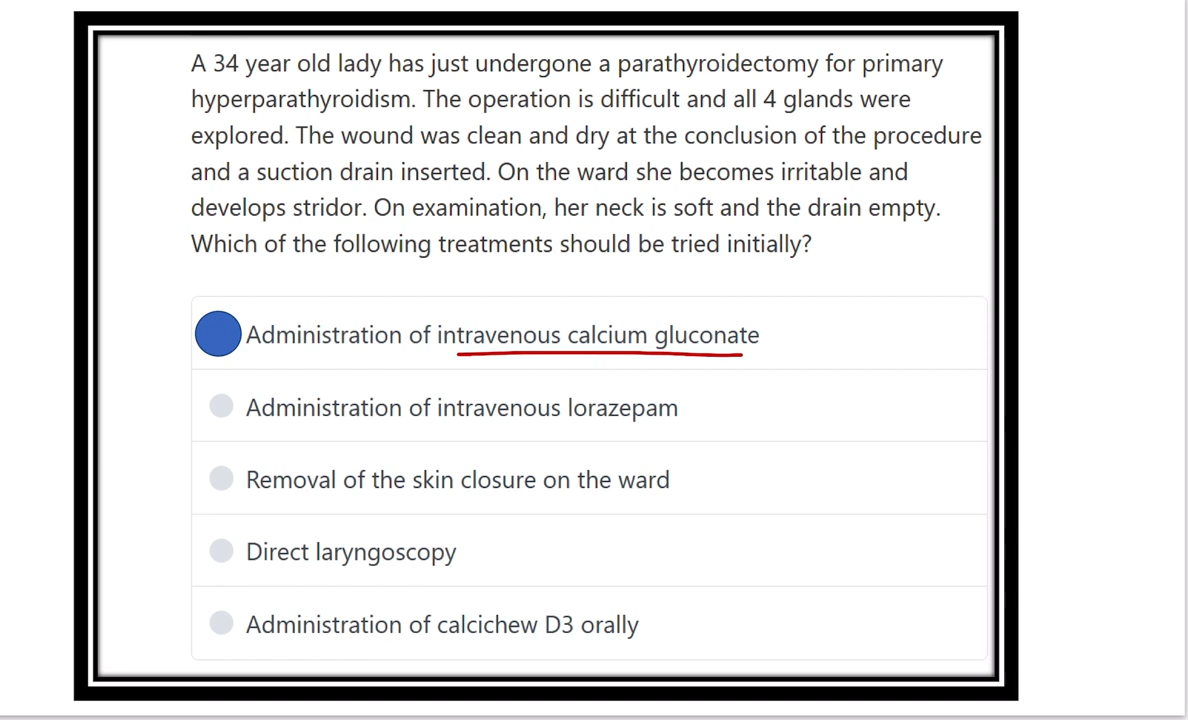 A 34 year old lady has just undergone a parathyroidectomy for primary
hyperparathyroidism. The operation is difficult and all 4 glands were
explored. The wound was clean and dry at the conclusion of the procedure
and a suction drain inserted. On the ward she becomes irritable and
develops stridor. On examination, her neck is soft and the drain empty.
Which of the following treatments should be tried initially?
Administration of intravenous calcium gluconate
Administration of intravenous lorazepam
Removal of the skin closure on the ward
Direct laryngoscopy
Administration of calcichew D3 orally